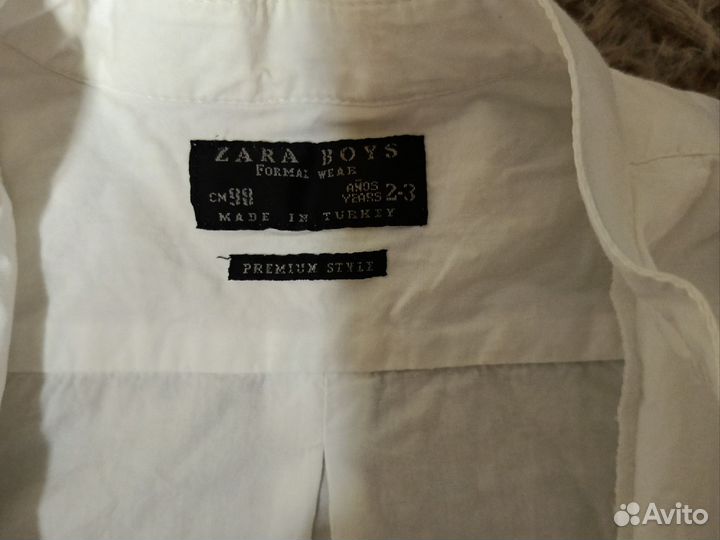 ZARA BOYS
FORMAL WEAR
CM 98 AÑOS YEARS 2-3
MADE IN TURKEY
PREMIUM STYLE
Avito